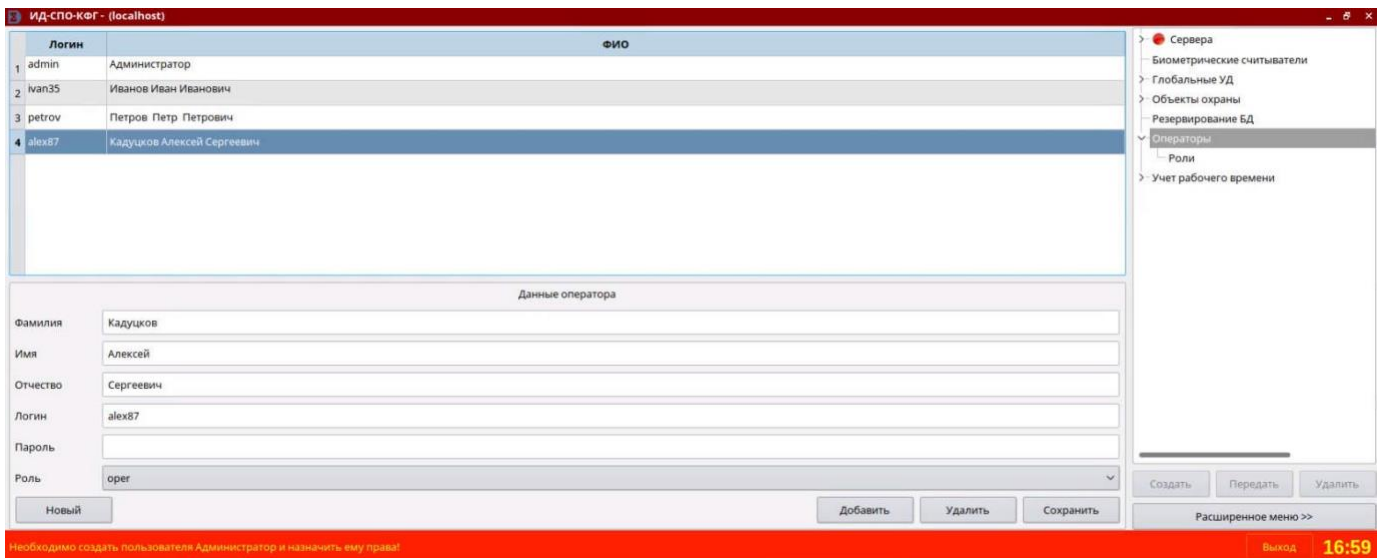 ИД-СПО-КФГ - (localhost)
Логин ФИО
1 admin Администратор
2 ivan35 Иванов Иван Иванович
3 petrov Петров Петр Петрович
4 alex87 Кадуцков Алексей Сергеевич
Данные оператора
Фамилия Кадуцков
Имя Алексей
Отчество Сергеевич
Логин alex87
Пароль
Роль oper
Новый Добавить Удалить Сохранить
Сервера
Биометрические считыватели
Глобальные УД
Объекты охраны
Резервирование БД
Операторы
Роли
Учет рабочего времени
Создать Передать Удалить
Расширенное меню >>
Необходимо создать пользователя Администратор и назначить ему права! Выход 16:59